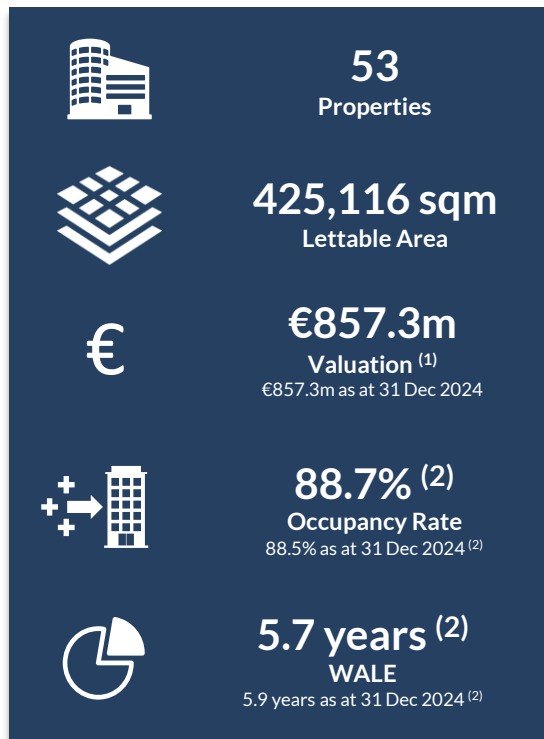 53
Properties
425,116 sqm
Lettable Area
€
€857.3m
Valuation (1)
€857.3m as at 31 Dec 2024
88.7% (2)
Occupancy Rate
88.5% as at 31 Dec 2024 (2)
5.7 years (2)
WALE
5.9 years as at 31 Dec 2024 (2)